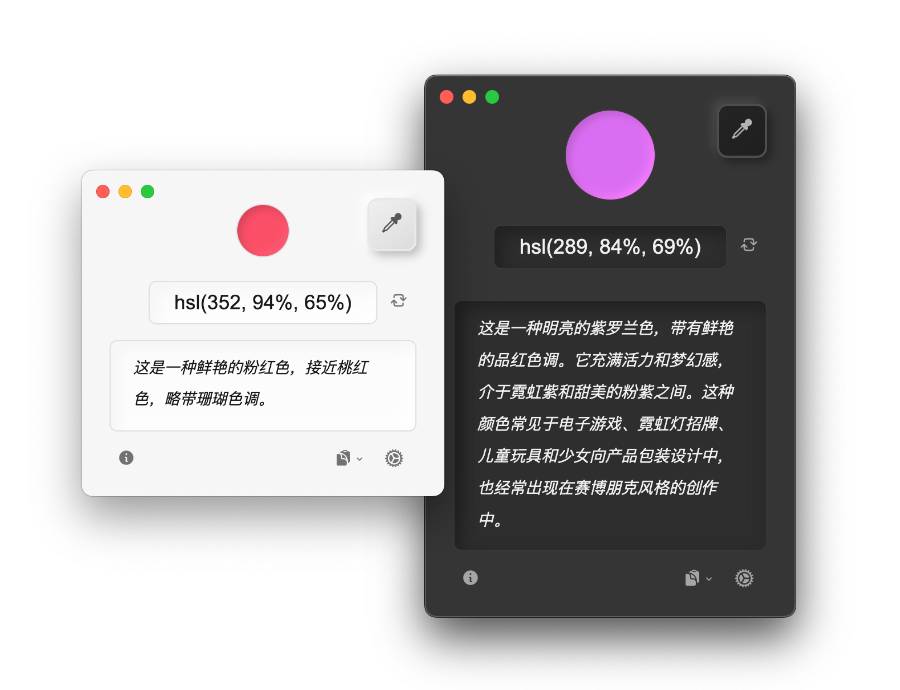 hsl(352, 94%, 65%)
这是一种鲜艳的粉红色，接近桃红
色，略带珊瑚色调。
hsl(289, 84%, 69%)
这是一种明亮的紫罗兰色，带有鲜艳
的品红色调。它充满活力和梦幻感，
介于霓虹紫和甜美的粉紫之间。这种
颜色常见于电子游戏、霓虹灯招牌、
儿童玩具和少女向产品包装设计中，
也经常出现在赛博朋克风格的创作
中。